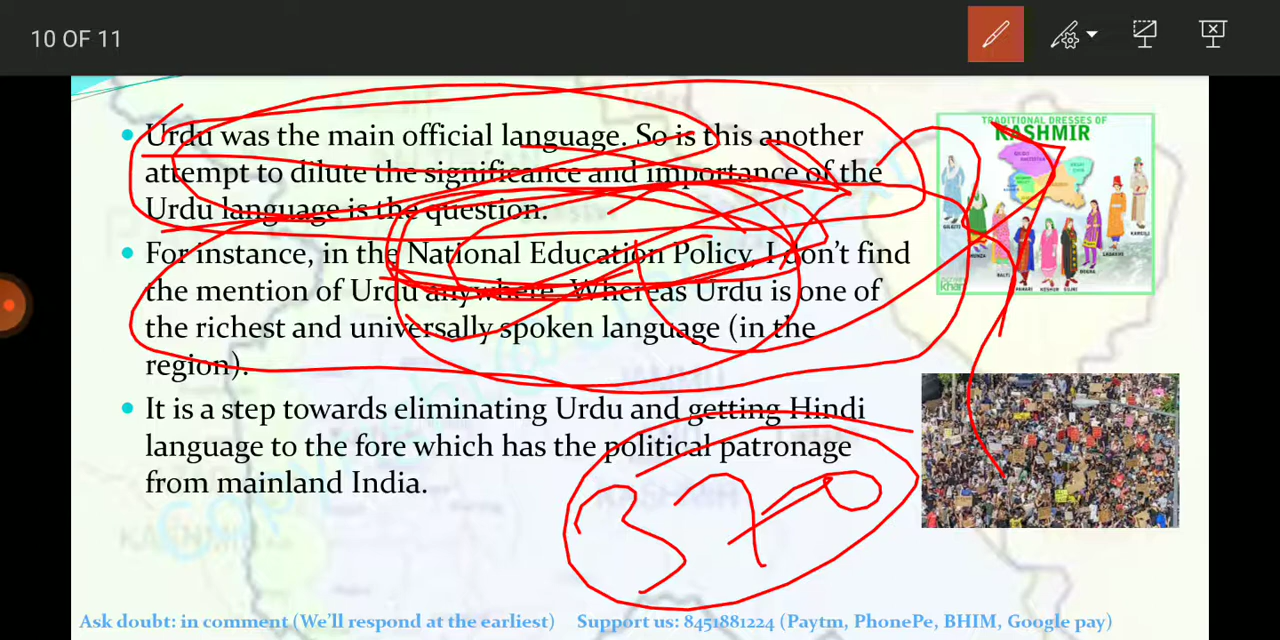 10 OF 11
Urdu was the main official language. So is this another
attempt to dilute the significance and importance of the
Urdu language is the question.
For instance, in the National Education Policy, I don't find
the mention of Urdu anywhere. Whereas Urdu is one of
the richest and universally spoken language (in the
region).
It is a step towards eliminating Urdu and getting Hindi
language to the fore which has the political patronage
from mainland India.
370
TRADITIONAL DRESSES OF
KASHMIR
Ask doubt: in comment (We'll respond at the earliest) Support us: 8451881224 (Paytm, PhonePe, BHIM, Google pay)